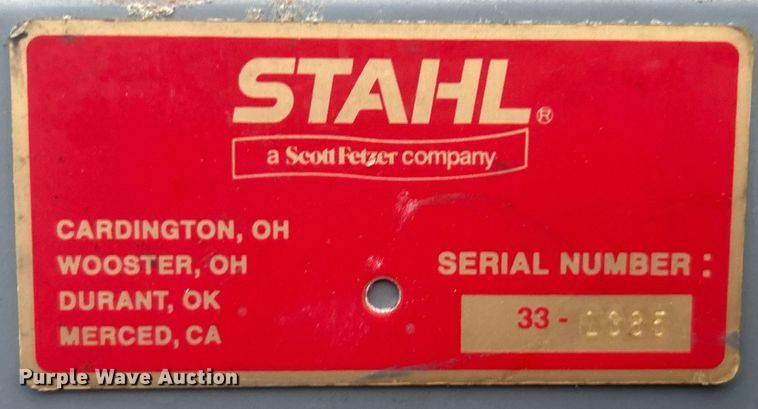 STAHL®
a Scott Fetzer company
CARDINGTON, OH
WOOSTER, OH
DURANT, OK
MERCED, CA
SERIAL NUMBER :
33 -
Purple Wave Auction